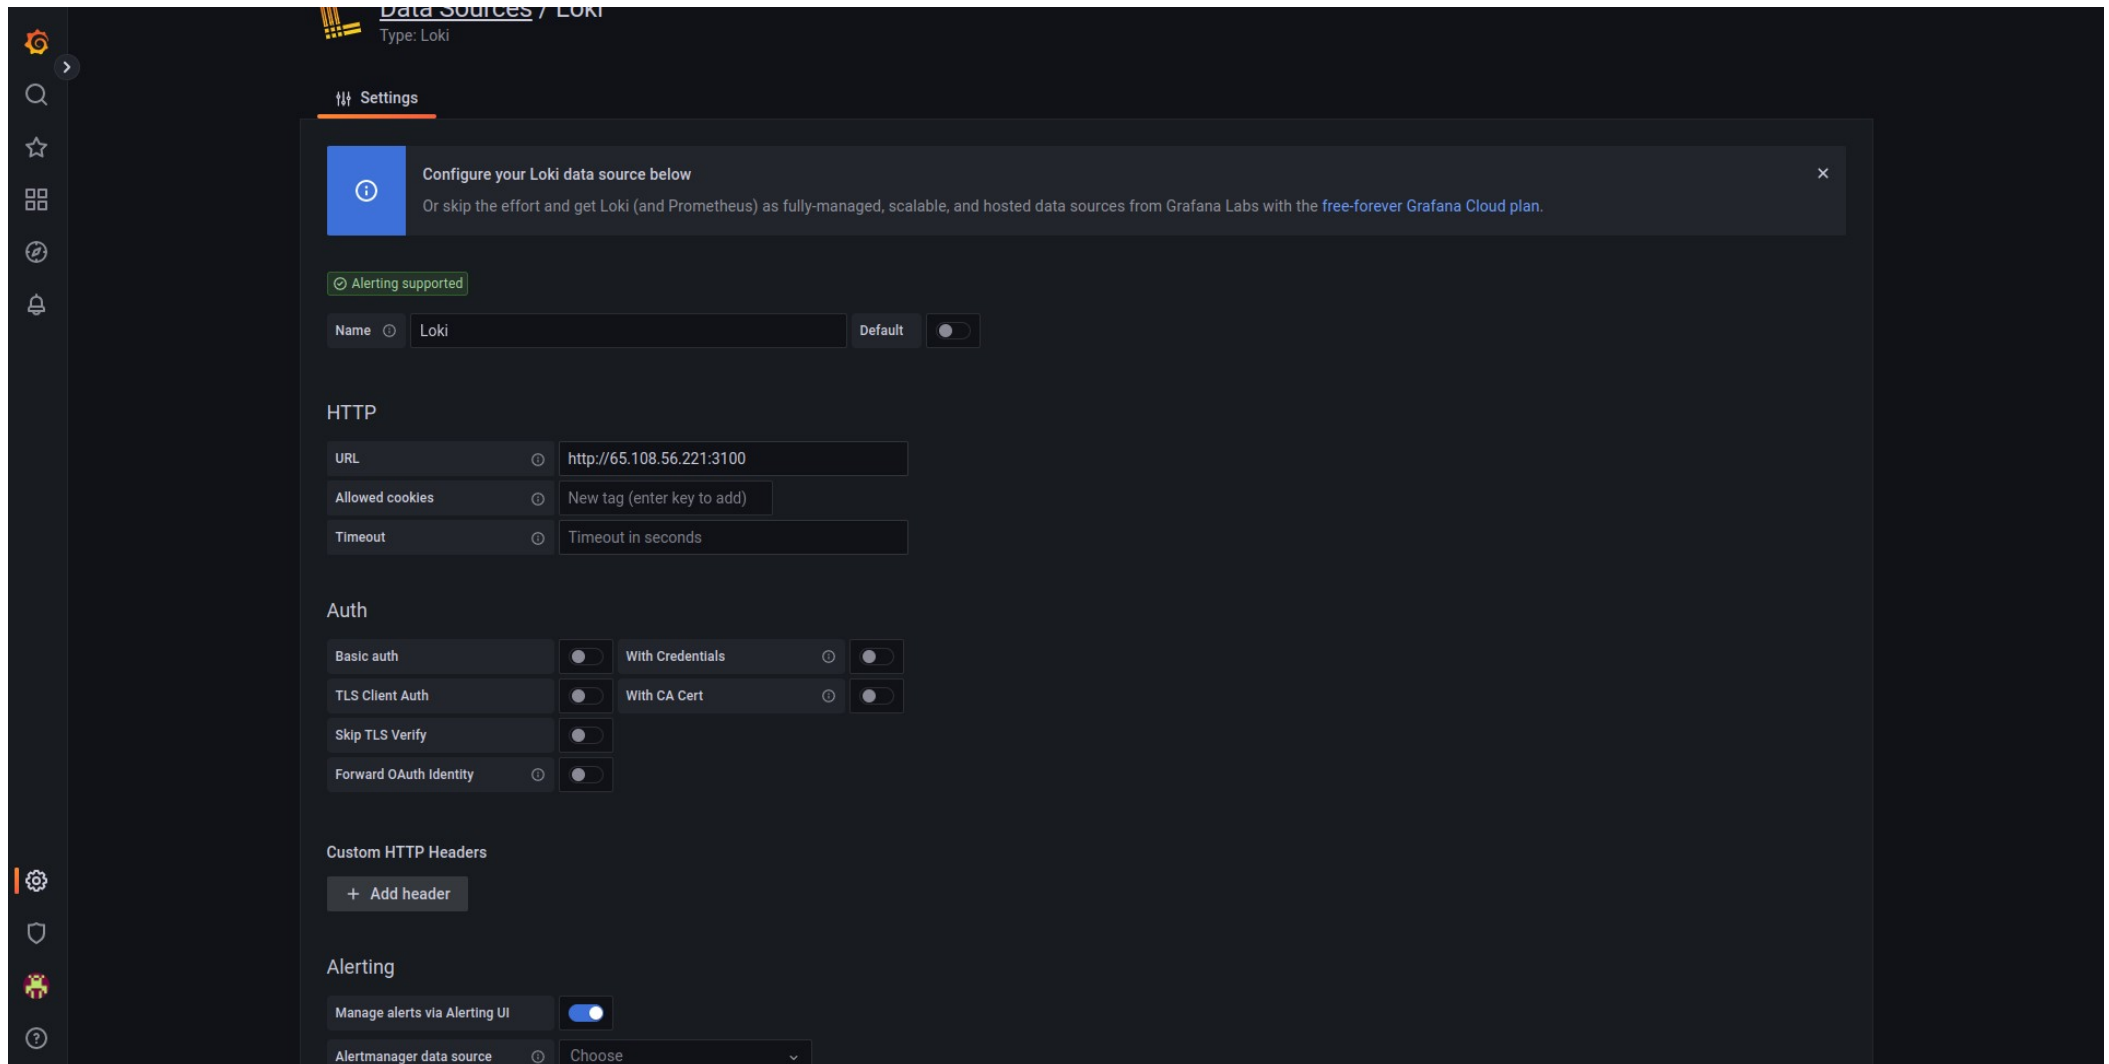 Data Sources / Loki
Type: Loki
Settings
Configure your Loki data source below
Or skip the effort and get Loki (and Prometheus) as fully-managed, scalable, and hosted data sources from Grafana Labs with the free-forever Grafana Cloud plan.
Alerting supported
Name Loki Default
HTTP
URL http://65.108.56.221:3100
Allowed cookies New tag (enter key to add)
Timeout Timeout in seconds
Auth
Basic auth With Credentials
TLS Client Auth With CA Cert
Skip TLS Verify
Forward OAuth Identity
Custom HTTP Headers
+ Add header
Alerting
Manage alerts via Alerting UI
Alertmanager data source Choose